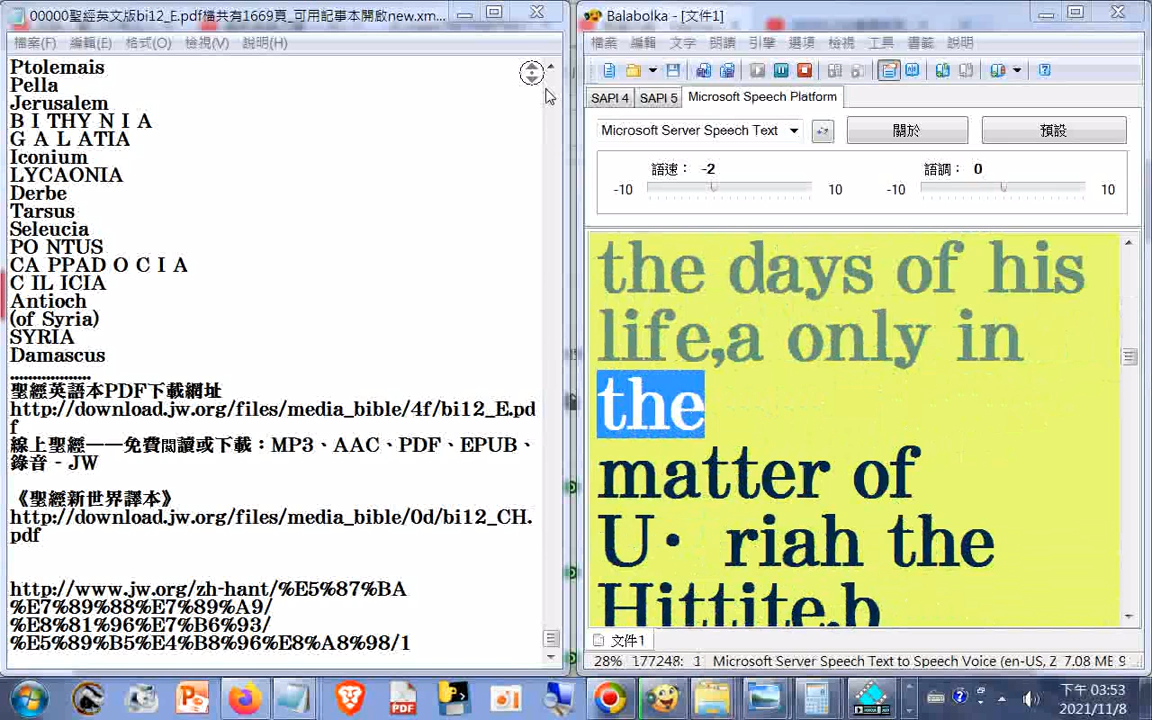 00000聖經英文版bi12_E.pdf檔共有1669頁_可用記事本開啟new.xm...
檔案(F) 編輯(E) 格式(O) 檢視(V) 說明(H)
Ptolemais
Pella
Jerusalem
B I THY N I A
G A L ATIA
Iconium
LYCAONIA
Derbe
Tarsus
Seleucia
PO NTUS
CA PPAD O C I A
C IL ICIA
Antioch
(of Syria)
SYRIA
Damascus
..................
聖經英語本PDF下載網址
http://download.jw.org/files/media_bible/4f/bi12_E.pd
f
線上聖經——免費閱讀或下載：MP3、AAC、PDF、EPUB、
錄音 - JW
《聖經新世界譯本》
http://download.jw.org/files/media_bible/0d/bi12_CH.
pdf
http://www.jw.org/zh-hant/%E5%87%BA
%E7%89%88%E7%89%A9/
%E8%81%96%E7%B6%93/
%E5%89%B5%E4%B8%96%E8%A8%98/1
Balabolka - [文件1]
檔案 編輯 文字 朗讀 引擎 選項 檢視 工具 書籤 說明
SAPI 4 SAPI 5 Microsoft Speech Platform
Microsoft Server Speech Text 關於 預設
語速： -2 語調： 0
-10 10 -10 10
the days of his
life,a only in
the
matter of
U· riah the
Hittite.b
文件1
28% 177248: 1 Microsoft Server Speech Text to Speech Voice (en-US, Z 7.08 MB 9
PDF
下午 03:53
2021/11/8